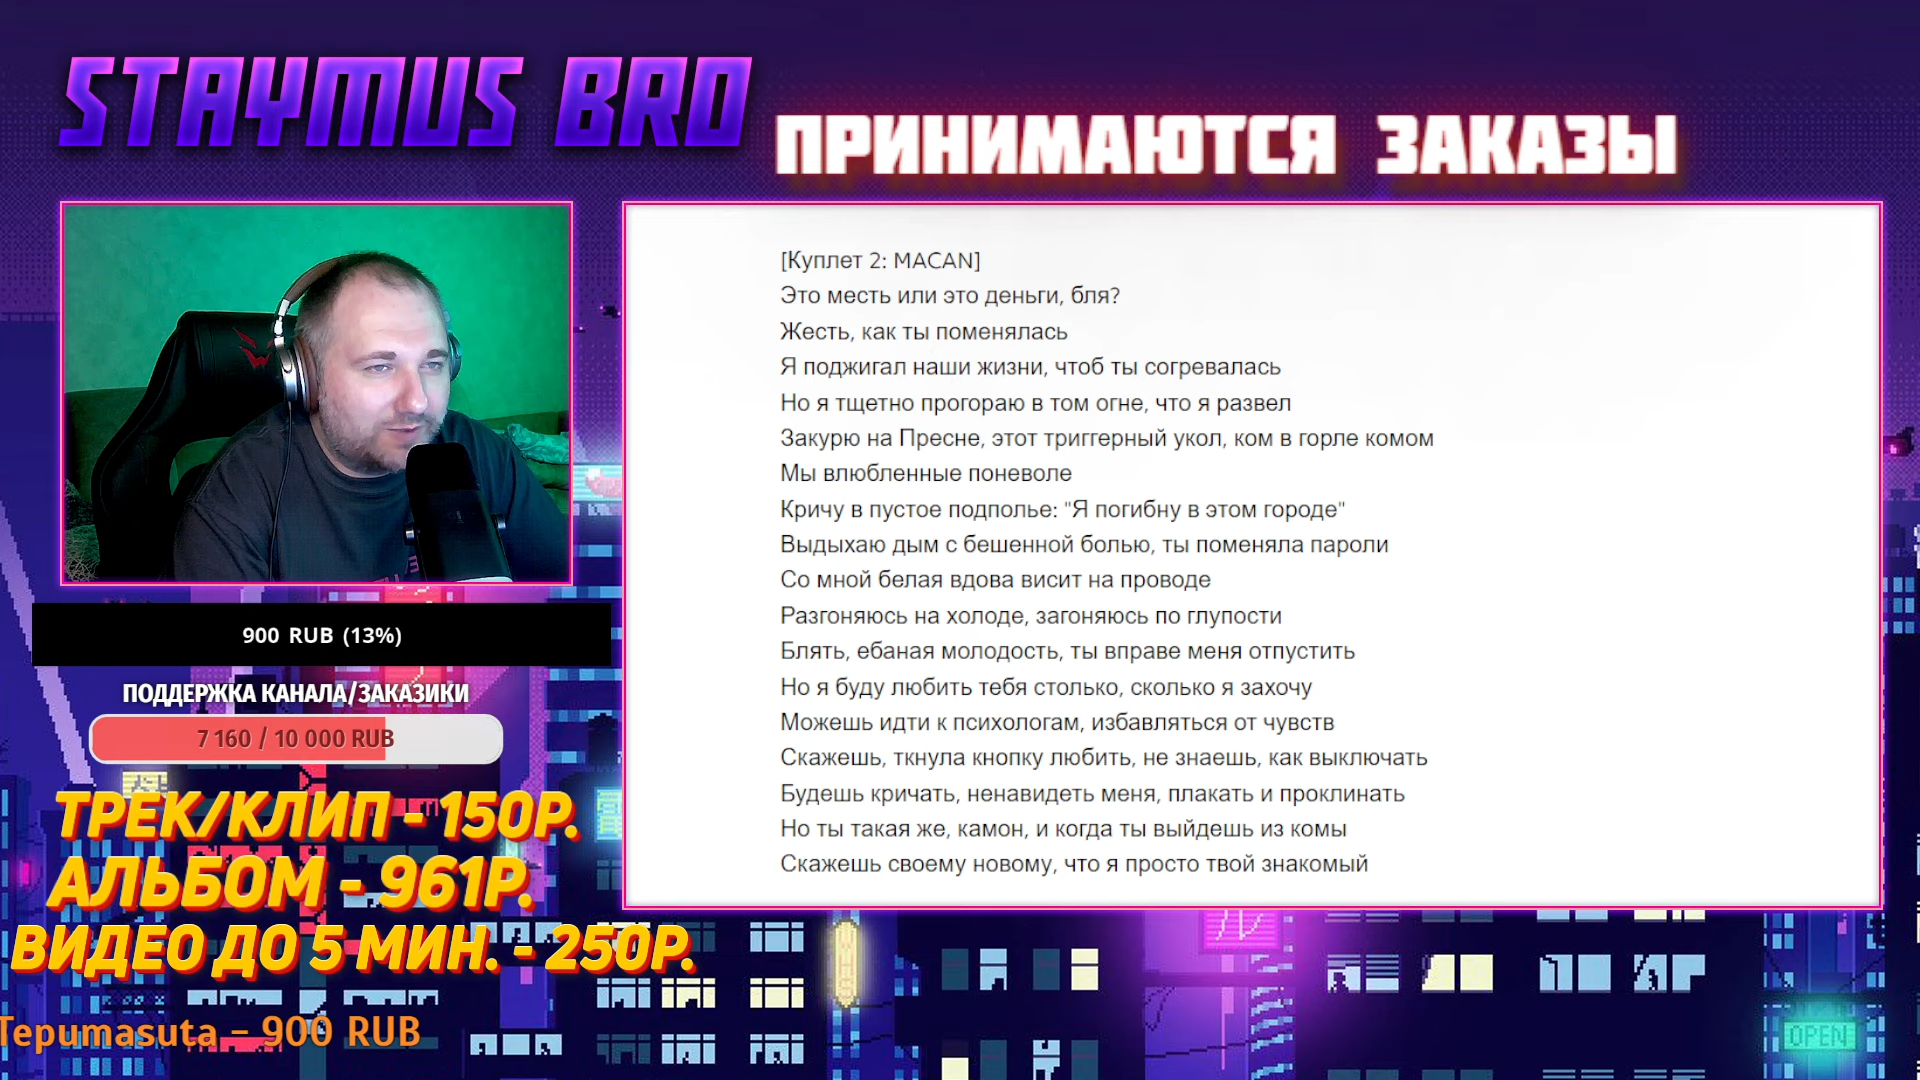 STAYMUS BRO
ПРИНИМАЮТСЯ ЗАКАЗЫ
[Куплет 2: MACAN]
Это месть или это деньги, бля?
Жесть, как ты поменялась
Я поджигал наши жизни, чтоб ты согревалась
Но я тщетно прогораю в том огне, что я развел
Закурю на Пресне, этот триггерный укол, ком в горле комом
Мы влюбленные поневоле
Кричу в пустое подполье: "Я погибну в этом городе"
Выдыхаю дым с бешенной болью, ты поменяла пароли
Со мной белая вдова висит на проводе
Разгоняюсь на холоде, загоняюсь по глупости
Блять, ебаная молодость, ты вправе меня отпустить
Но я буду любить тебя столько, сколько я захочу
Можешь идти к психологам, избавляться от чувств
Скажешь, ткнула кнопку любить, не знаешь, как выключать
Будешь кричать, ненавидеть меня, плакать и проклинать
Но ты такая же, камон, и когда ты выйдешь из комы
Скажешь своему новому, что я просто твой знакомый
900 RUB (13%)
ПОДДЕРЖКА КАНАЛА/ЗАКАЗИКИ
7 160 / 10 000 RUB
ТРЕК/КЛИП - 150Р.
АЛЬБОМ - 961Р.
ВИДЕО ДО 5 МИН. - 250Р.
Tepumasuta – 900 RUB
OPEN